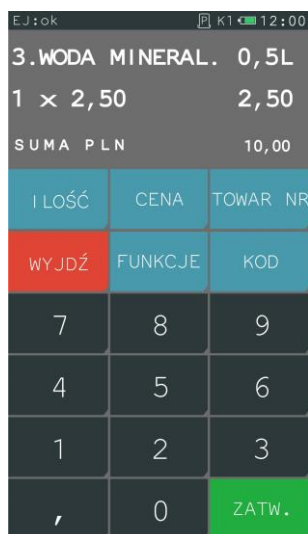 EJ:ok P K1 12:00
3.WODA MINERAL. 0,5L
1 x 2,50 2,50
SUMA PLN 10,00
ILOŚĆ CENA TOWAR NR
WYJDŹ FUNKCJE KOD
7 8 9
4 5 6
1 2 3
, 0 ZATW.